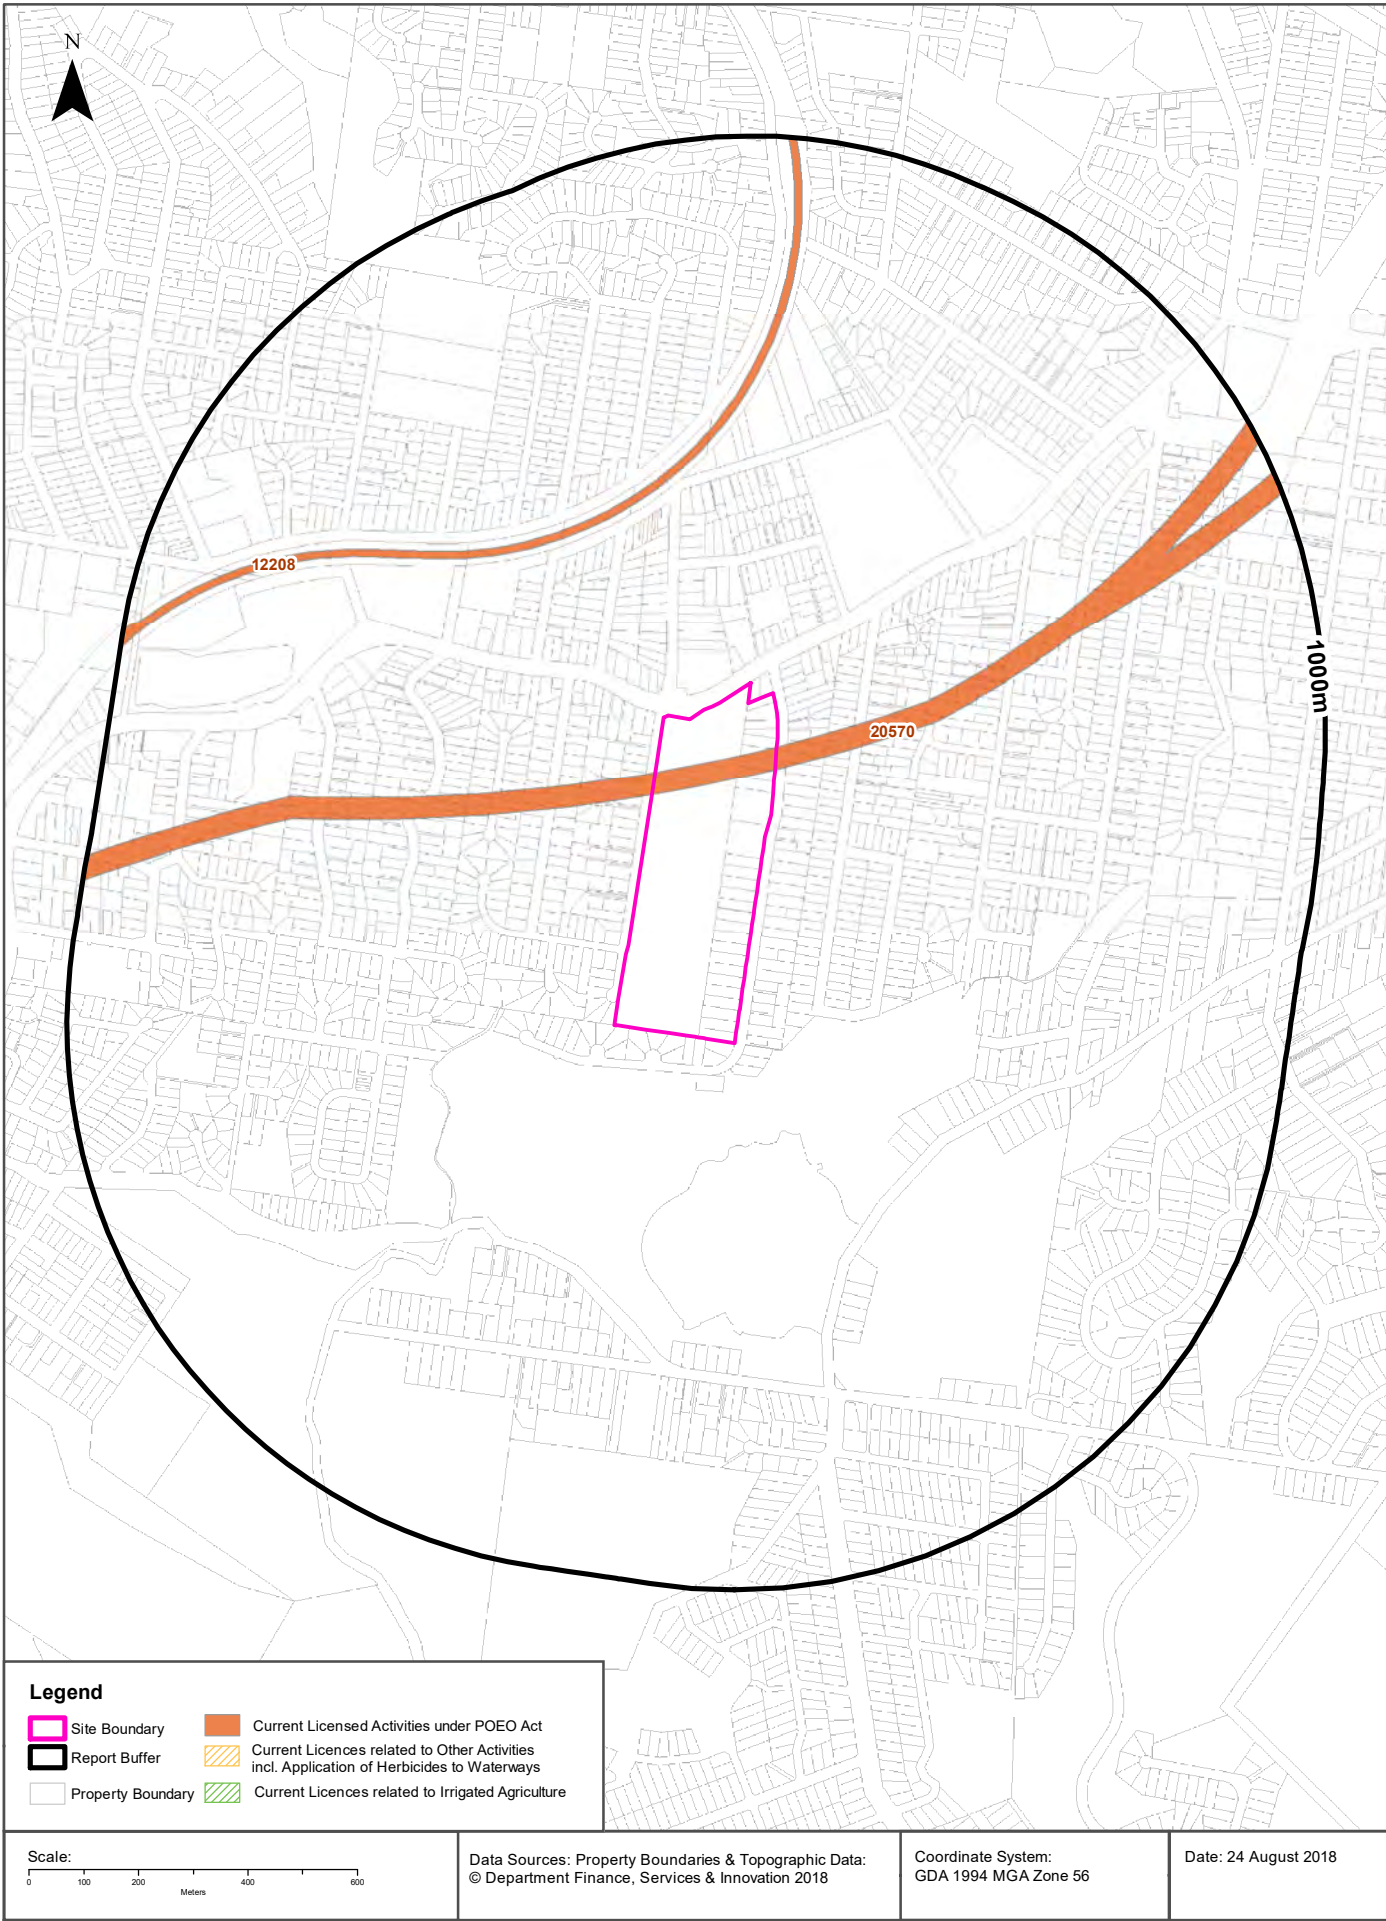 N
12208
1000m
20570
Legend
Site Boundary
Report Buffer
Property Boundary
Current Licensed Activities under POEO Act
Current Licences related to Other Activities
incl. Application of Herbicides to Waterways
Current Licences related to Irrigated Agriculture
Scale:
0 100 200 400 600
Meters
Data Sources: Property Boundaries & Topographic Data:
© Department Finance, Services & Innovation 2018
Coordinate System:
GDA 1994 MGA Zone 56
Date: 24 August 2018